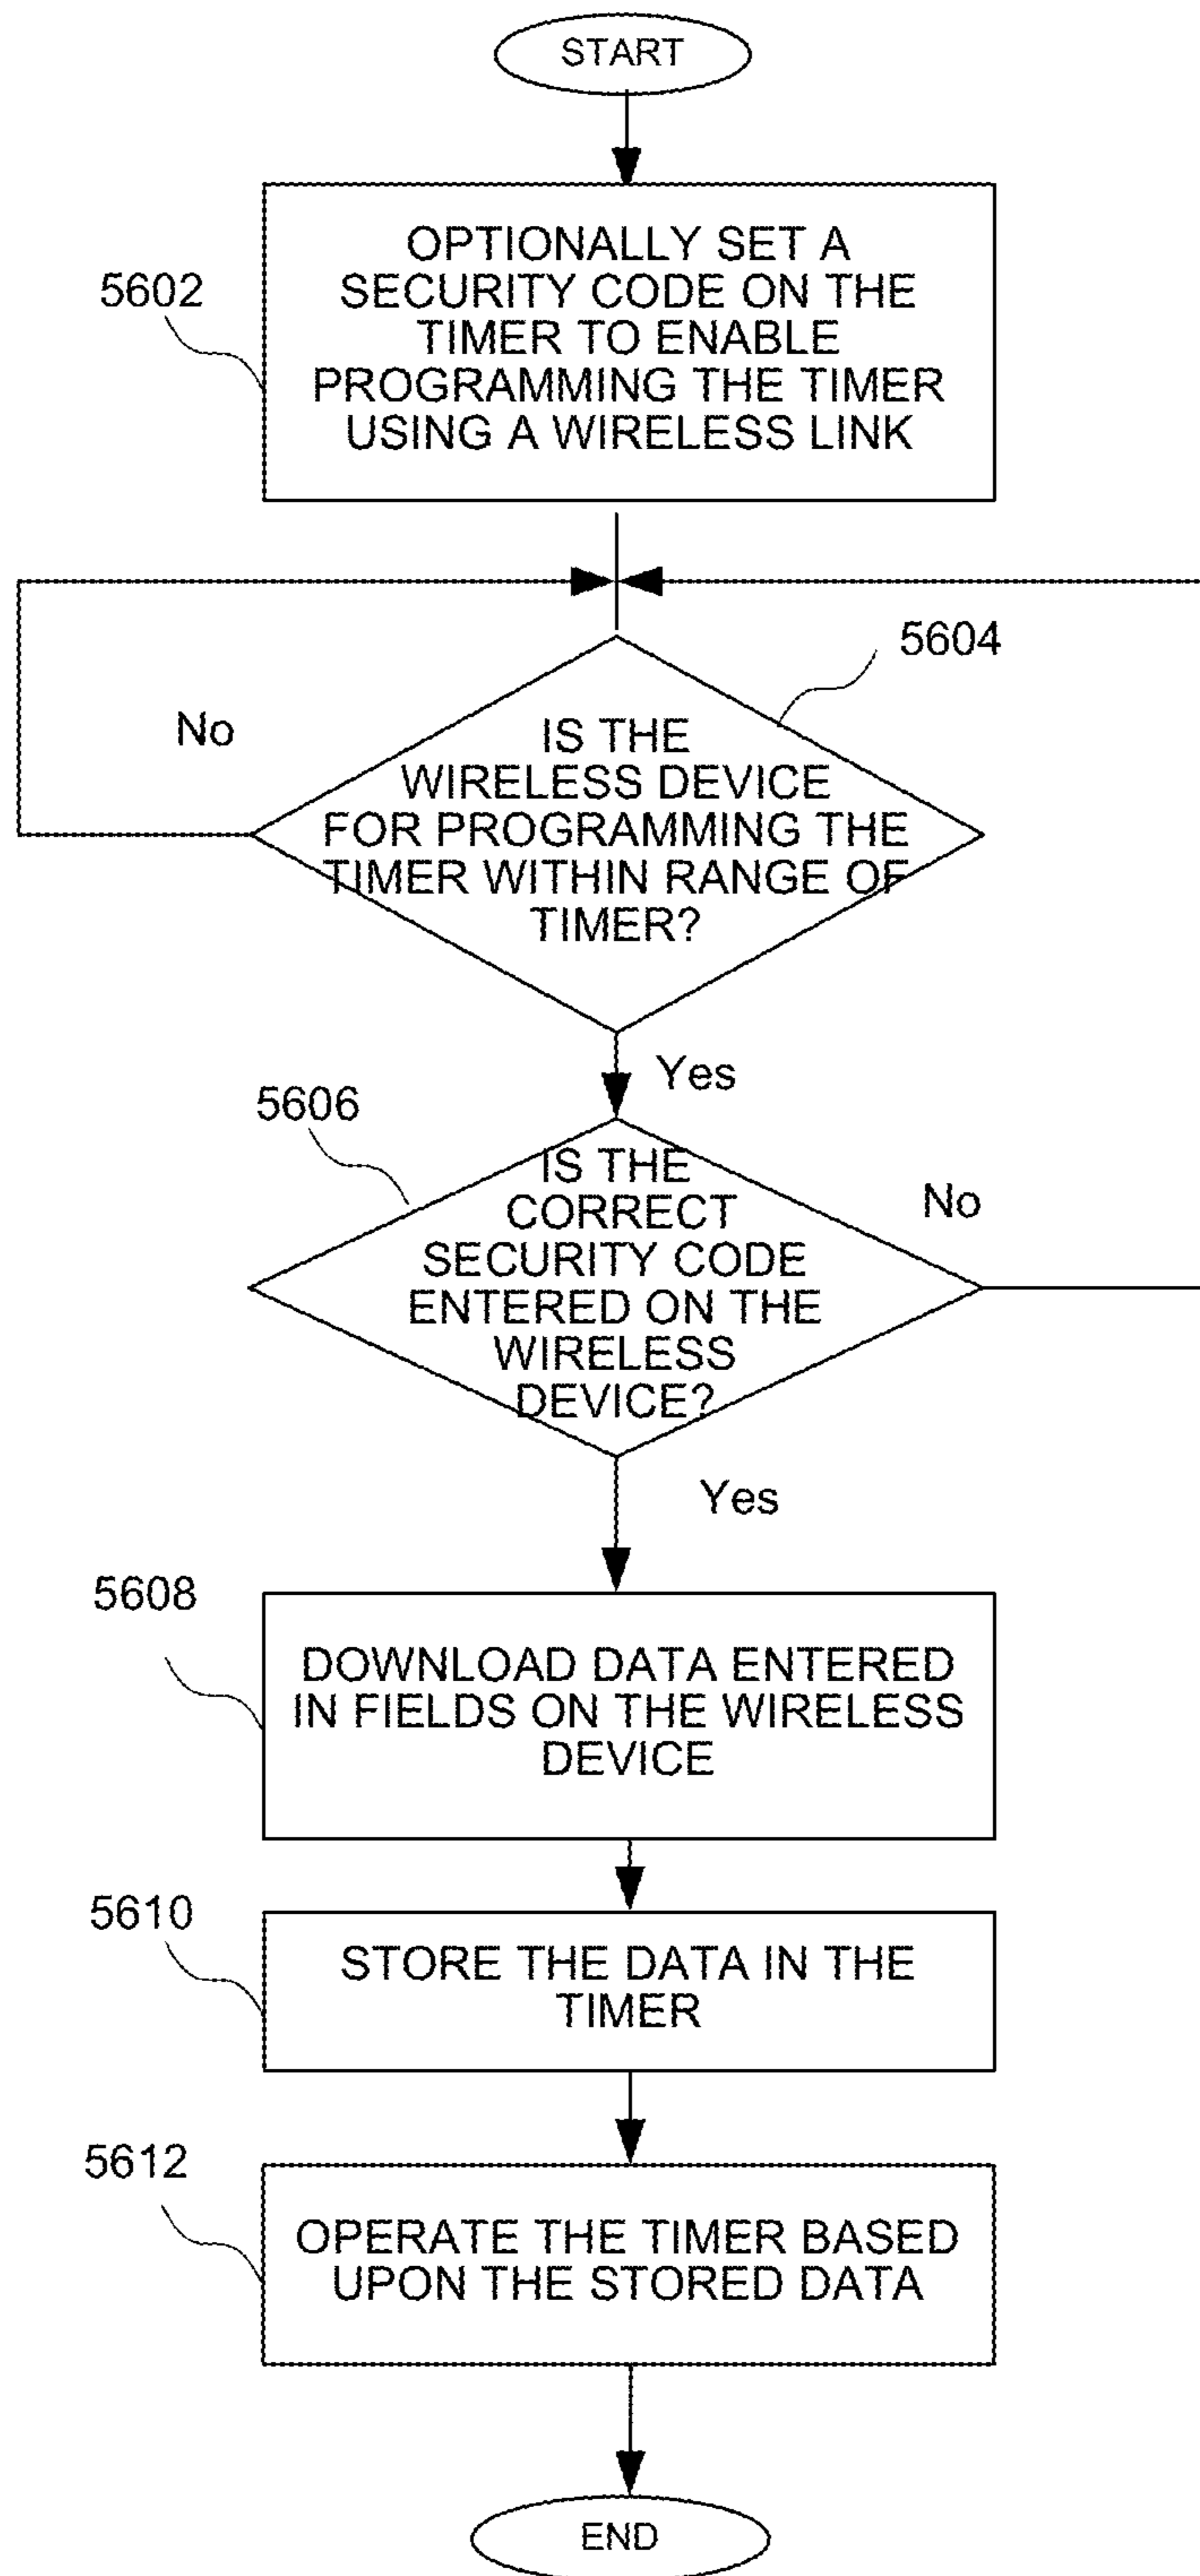 START
5602
OPTIONALLY SET A
SECURITY CODE ON THE
TIMER TO ENABLE
PROGRAMMING THE TIMER
USING A WIRELESS LINK
5604
No
IS THE
WIRELESS DEVICE
FOR PROGRAMMING THE
TIMER WITHIN RANGE OF
TIMER?
Yes
5606
IS THE
CORRECT
SECURITY CODE
ENTERED ON THE
WIRELESS
DEVICE?
No
Yes
5608
DOWNLOAD DATA ENTERED
IN FIELDS ON THE WIRELESS
DEVICE
5610
STORE THE DATA IN THE
TIMER
5612
OPERATE THE TIMER BASED
UPON THE STORED DATA
END